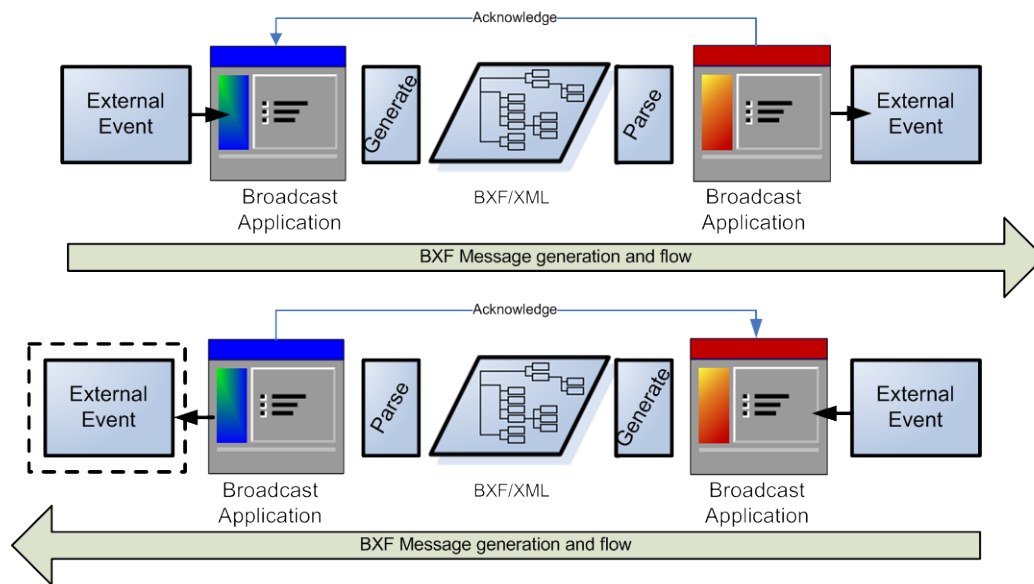 Acknowledge
External
Event
Generate
Parse
External
Event
Broadcast
Application
BXF/XML
Broadcast
Application
BXF Message generation and flow
Acknowledge
External
Event
Parse
Generate
External
Event
Broadcast
Application
BXF/XML
Broadcast
Application
BXF Message generation and flow